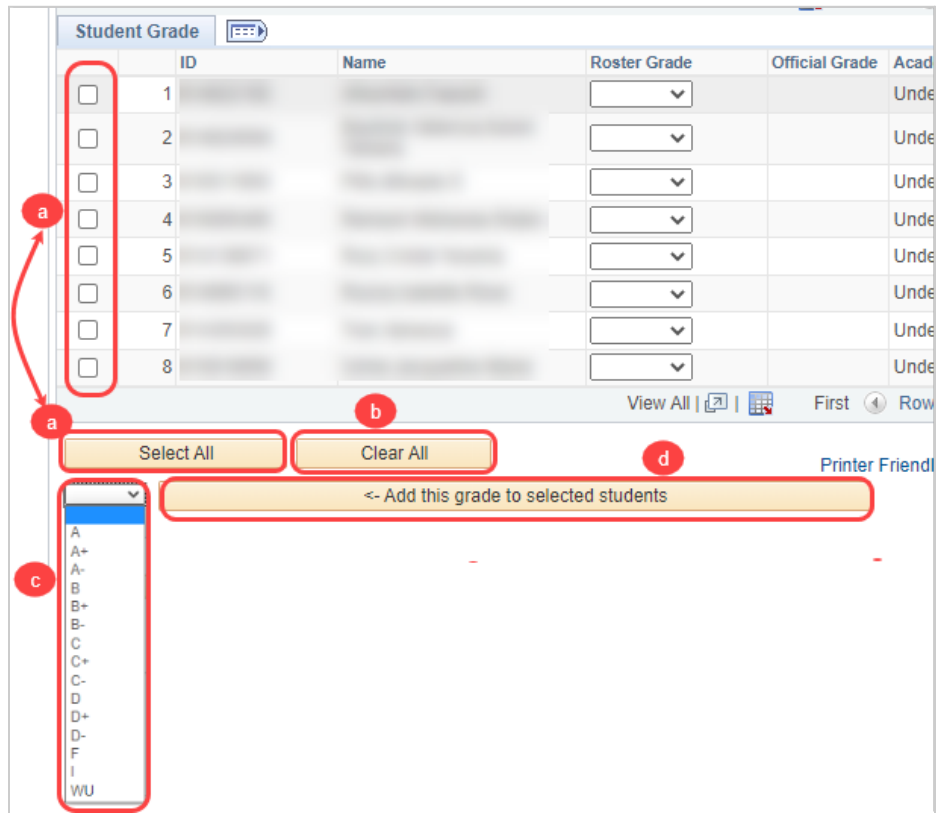 Student Grade
ID Name Roster Grade Official Grade Acad
1 Unde
2 Unde
3 Unde
a
4 Unde
5 Unde
6 Unde
7 Unde
8 Unde
View All | | First Row
a
b
Select All Clear All
d
Printer Friendl
<- Add this grade to selected students
c
A
A+
A-
B
B+
B-
C
C+
C-
D
D+
D-
F
I
WU